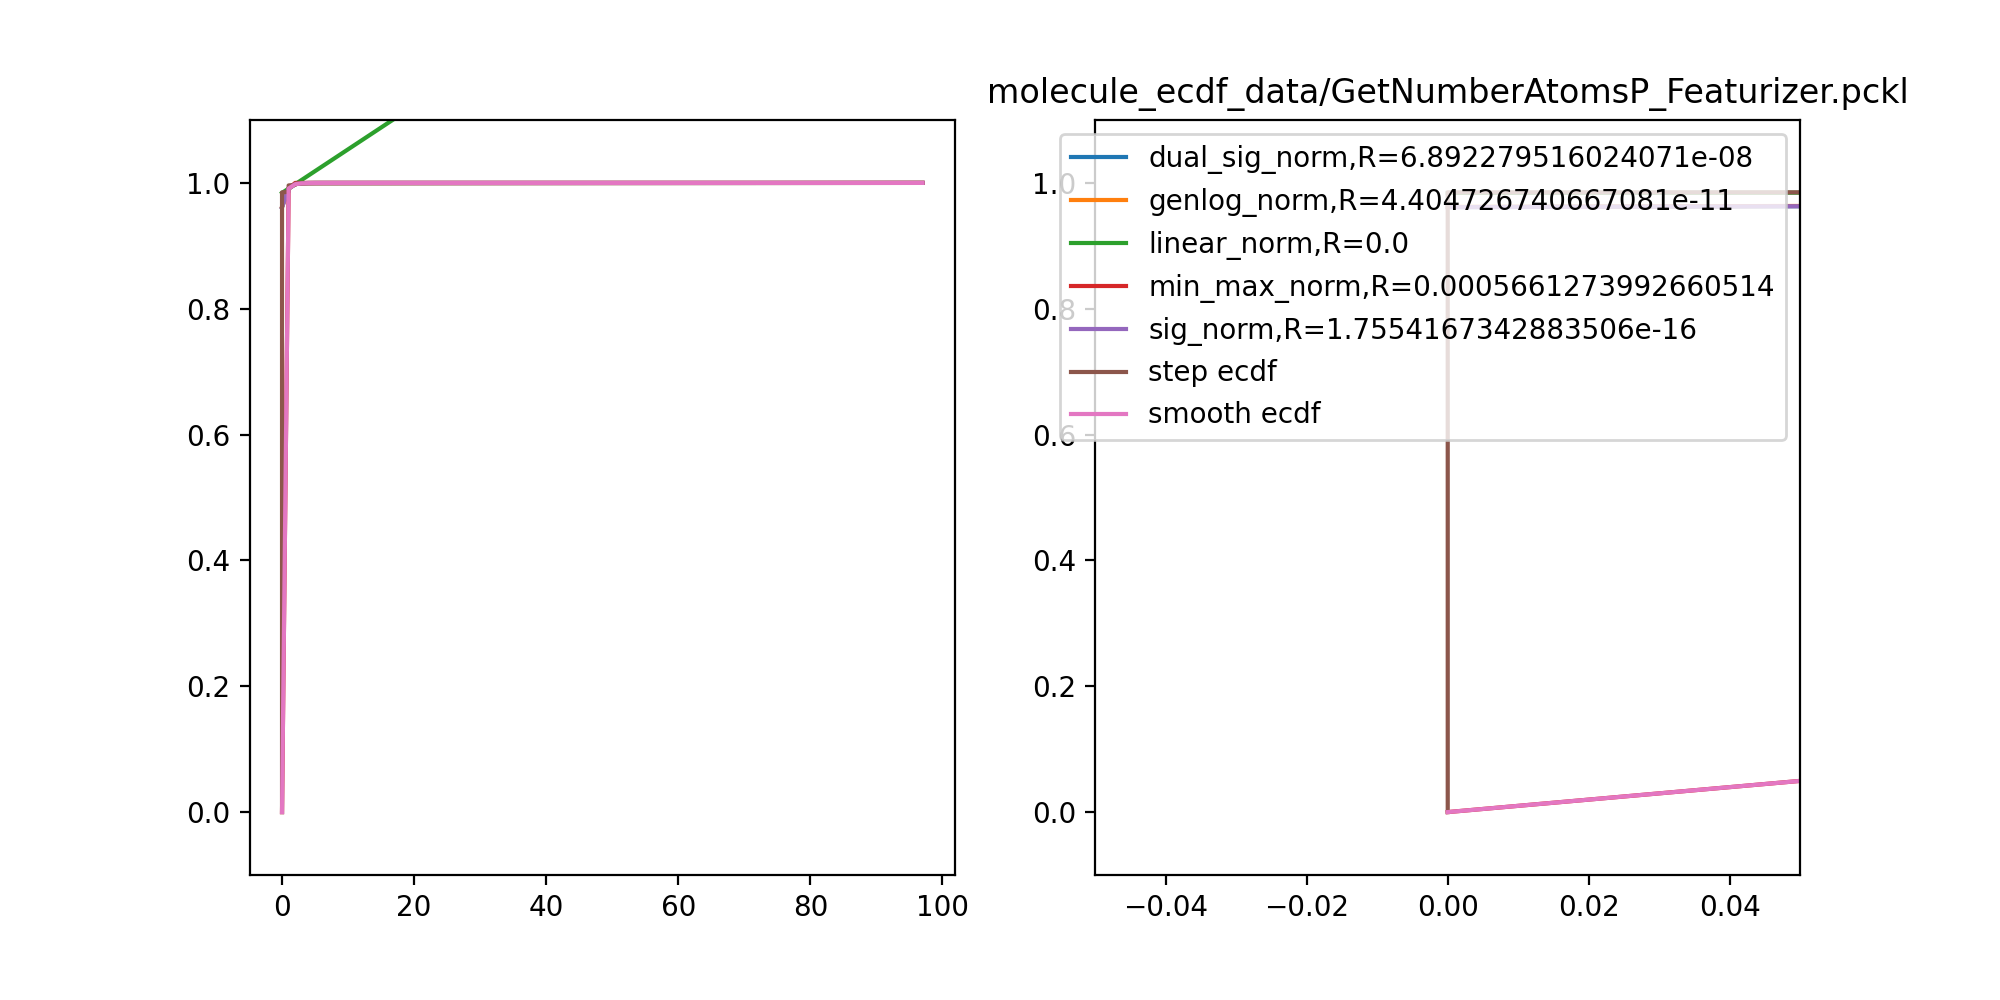 molecule_ecdf_data/GetNumberAtomsP_Featurizer.pckl
1.0
0.8
0.6
0.4
0.2
0.0
0 20 40 60 80 100
dual_sig_norm,R=6.892279516024071e-08
genlog_norm,R=4.404726740667081e-11
linear_norm,R=0.0
min_max_norm,R=0.0005661273992660514
sig_norm,R=1.7554167342883506e-16
step ecdf
smooth ecdf
1.0
0.8
0.6
0.4
0.2
0.0
−0.04 −0.02 0.00 0.02 0.04